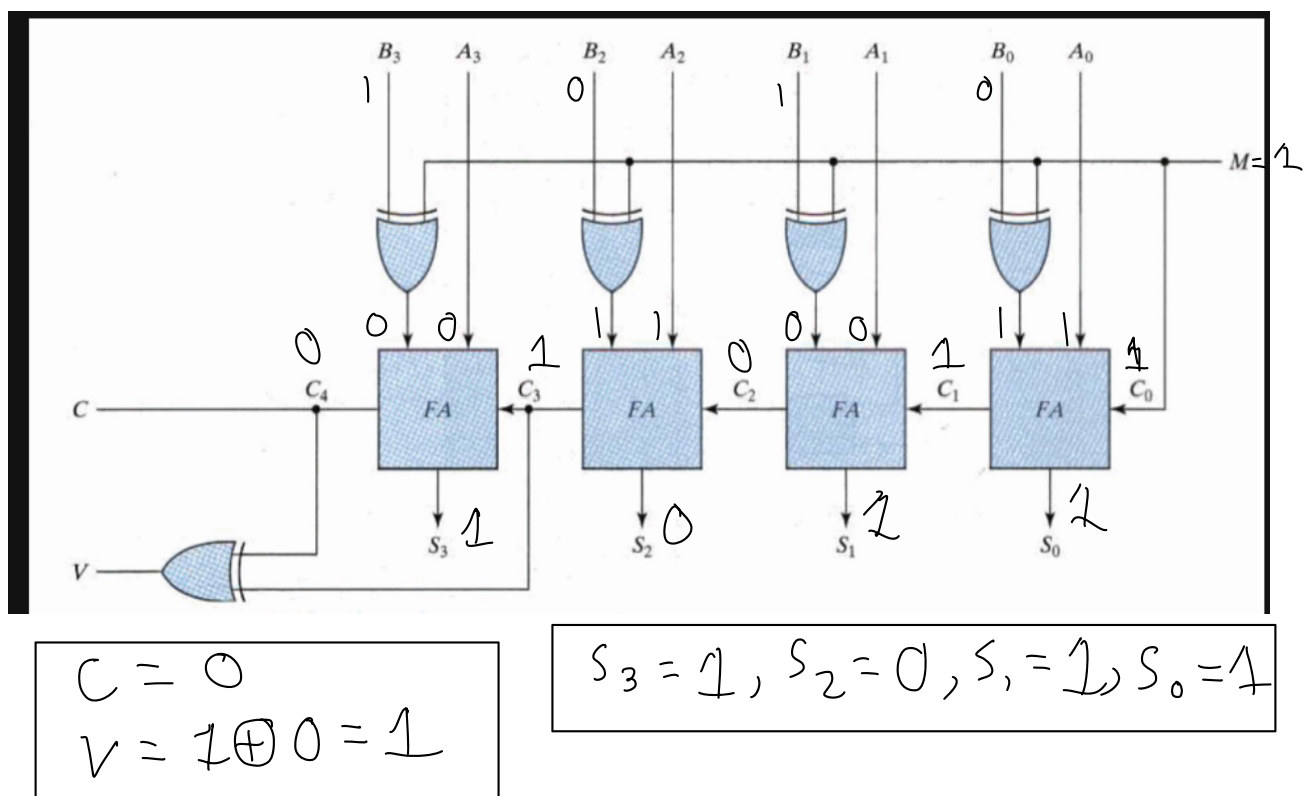 B₃ A₃ B₂ A₂ B₁ A₁ B₀ A₀
1 0 1 0
M=1
0 0 1 1 0 0 1 1
0 1 0 1 1
C C₄ FA C₃ FA C₂ FA C₁ FA C₀
S₃ 1 S₂ 0 S₁ 1 S₀ 1
V
C = 0
V = 1⊕0 = 1
S₃ = 1, S₂ = 0, S₁ = 1, S₀ = 1